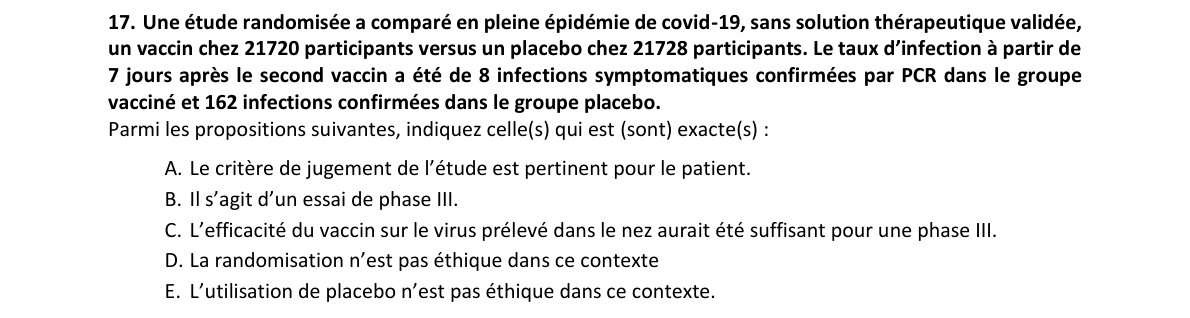 17. Une étude randomisée a comparé en pleine épidémie de covid-19, sans solution thérapeutique validée,
un vaccin chez 21720 participants versus un placebo chez 21728 participants. Le taux d’infection à partir de
7 jours après le second vaccin a été de 8 infections symptomatiques confirmées par PCR dans le groupe
vacciné et 162 infections confirmées dans le groupe placebo.
Parmi les propositions suivantes, indiquez celle(s) qui est (sont) exacte(s) :
A. Le critère de jugement de l’étude est pertinent pour le patient.
B. Il s’agit d’un essai de phase III.
C. L’efficacité du vaccin sur le virus prélevé dans le nez aurait été suffisant pour une phase III.
D. La randomisation n’est pas éthique dans ce contexte
E. L’utilisation de placebo n’est pas éthique dans ce contexte.